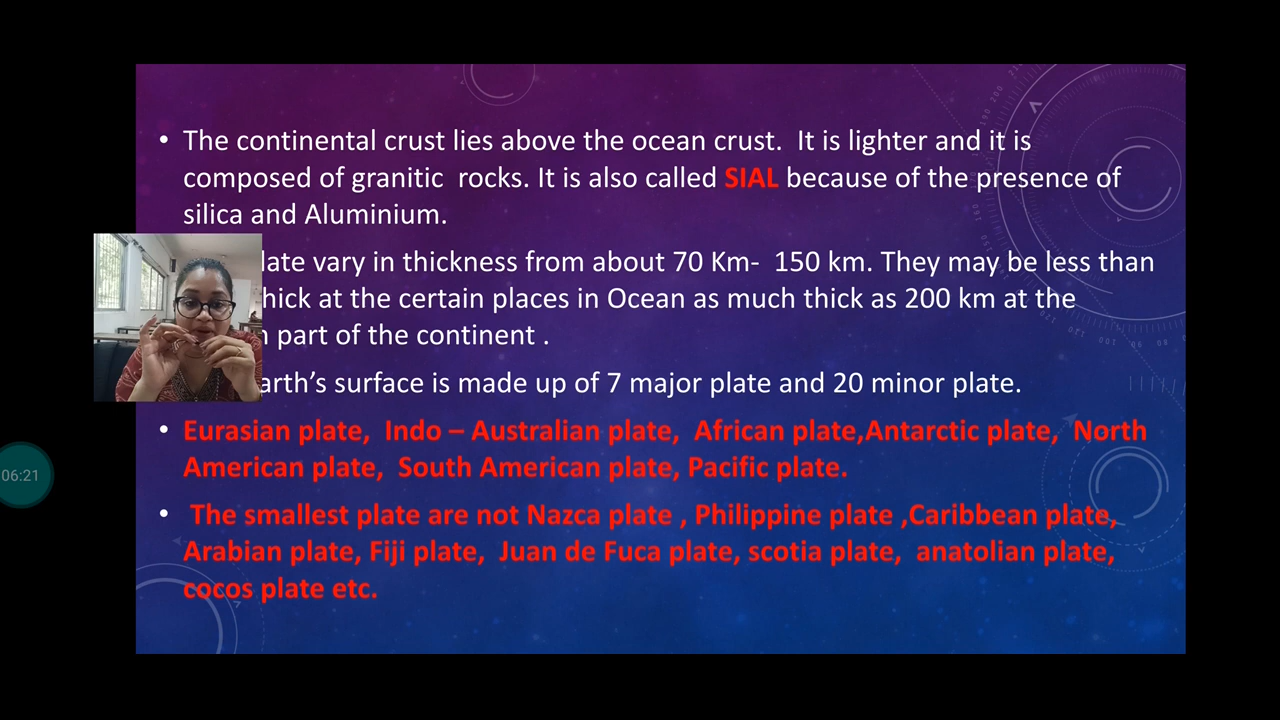 • The continental crust lies above the ocean crust. It is lighter and it is
composed of granitic rocks. It is also called SIAL because of the presence of
silica and Aluminium.
late vary in thickness from about 70 Km- 150 km. They may be less than
hick at the certain places in Ocean as much thick as 200 km at the
part of the continent .
arth's surface is made up of 7 major plate and 20 minor plate.
• Eurasian plate, Indo – Australian plate, African plate,Antarctic plate, North
American plate, South American plate, Pacific plate.
• The smallest plate are not Nazca plate , Philippine plate ,Caribbean plate,
Arabian plate, Fiji plate, Juan de Fuca plate, scotia plate, anatolian plate,
cocos plate etc.
06:21